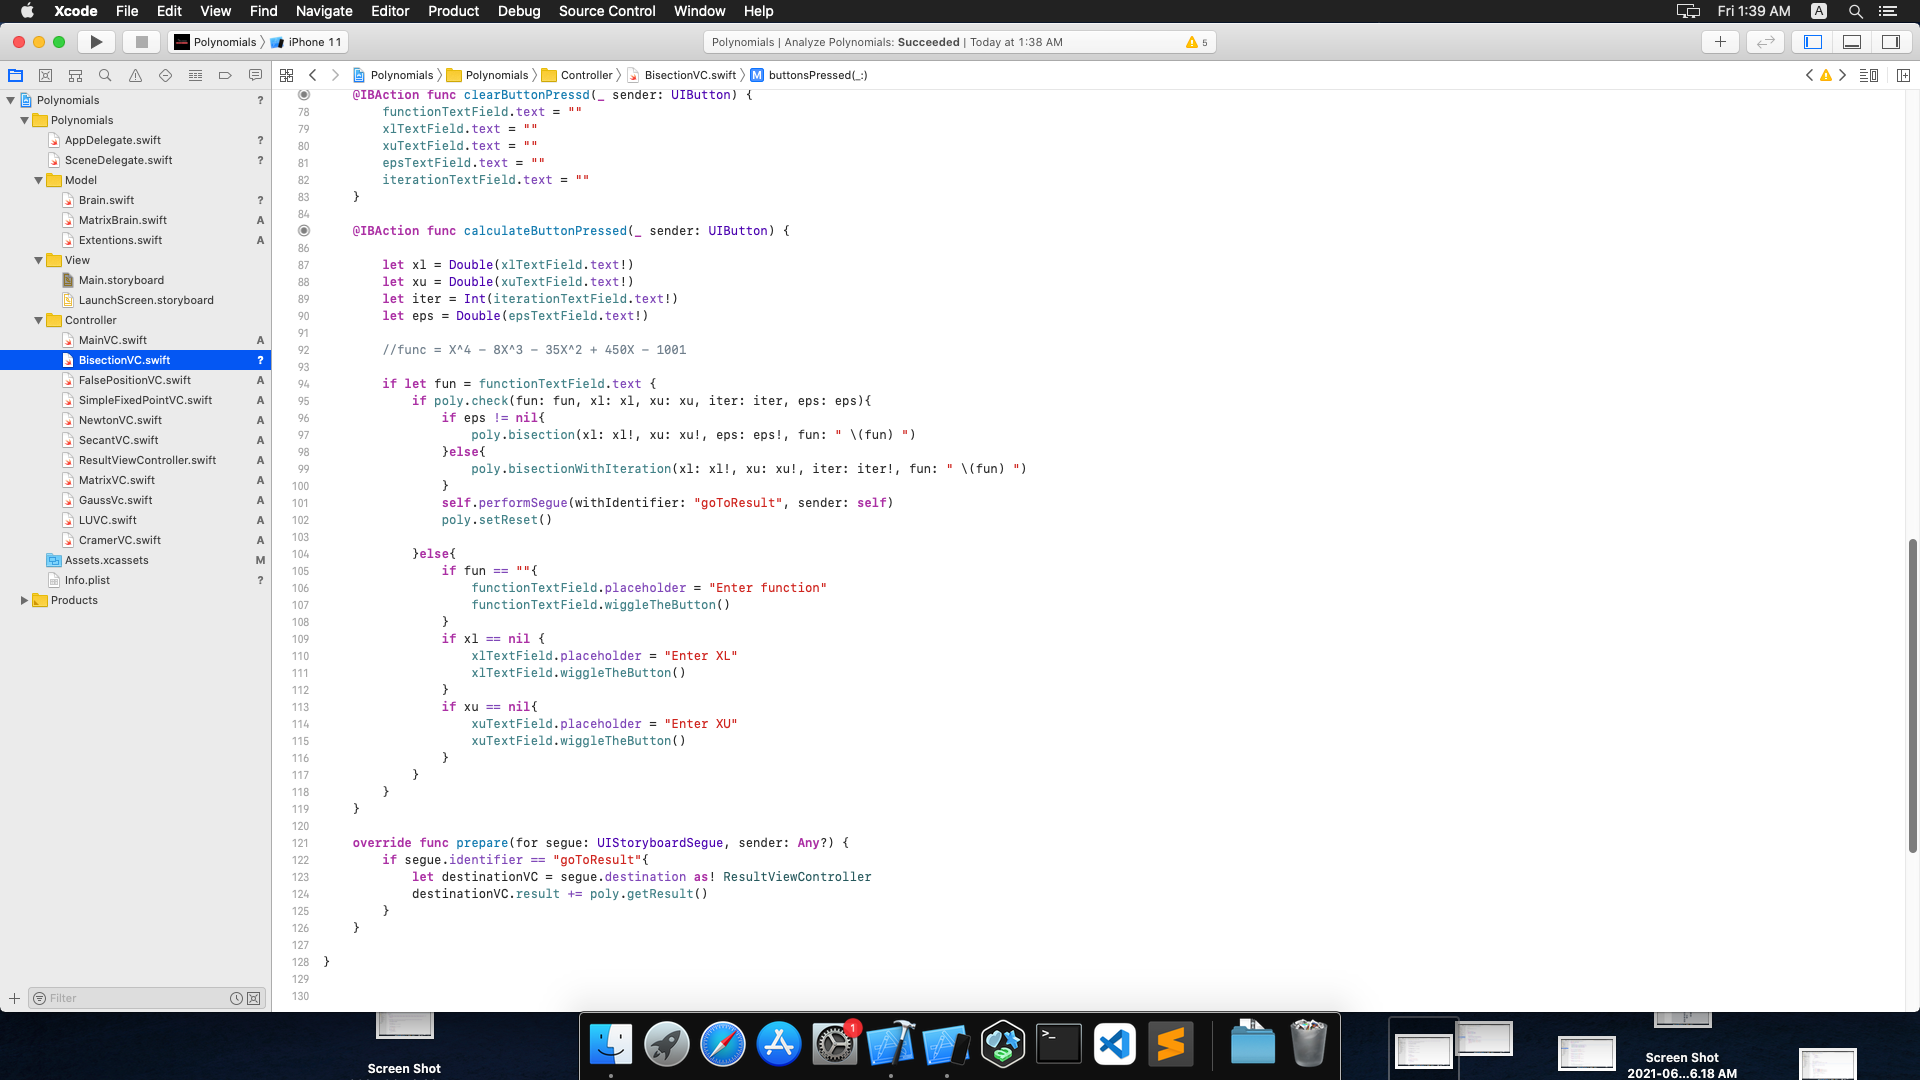 Xcode File Edit View Find Navigate Editor Product Debug Source Control Window Help Fri 1:39 AM A
Polynomials iPhone 11
Polynomials | Analyze Polynomials: Succeeded | Today at 1:38 AM 5
Polynomials Polynomials Controller BisectionVC.swift M buttonsPressed(_:)
Polynomials ?
Polynomials
AppDelegate.swift ?
SceneDelegate.swift ?
Model
Brain.swift ?
MatrixBrain.swift A
Extentions.swift A
View
Main.storyboard
LaunchScreen.storyboard
Controller
MainVC.swift A
BisectionVC.swift ?
FalsePositionVC.swift A
SimpleFixedPointVC.swift A
NewtonVC.swift A
SecantVC.swift A
ResultViewController.swift A
MatrixVC.swift A
GaussVc.swift A
LUVC.swift A
CramerVC.swift A
Assets.xcassets M
Info.plist ?
Products
Filter
@IBAction func clearButtonPressd(_ sender: UIButton) {
78 functionTextField.text = ""
79 xlTextField.text = ""
80 xuTextField.text = ""
81 epsTextField.text = ""
82 iterationTextField.text = ""
83 }
84
@IBAction func calculateButtonPressed(_ sender: UIButton) {
86
87 let xl = Double(xlTextField.text!)
88 let xu = Double(xuTextField.text!)
89 let iter = Int(iterationTextField.text!)
90 let eps = Double(epsTextField.text!)
91
92 //func = X^4 - 8X^3 - 35X^2 + 450X - 1001
93
94 if let fun = functionTextField.text {
95 if poly.check(fun: fun, xl: xl, xu: xu, iter: iter, eps: eps){
96 if eps != nil{
97 poly.bisection(xl: xl!, xu: xu!, eps: eps!, fun: " \(fun) ")
98 }else{
99 poly.bisectionWithIteration(xl: xl!, xu: xu!, iter: iter!, fun: " \(fun) ")
100 }
101 self.performSegue(withIdentifier: "goToResult", sender: self)
102 poly.setReset()
103
104 }else{
105 if fun == ""{
106 functionTextField.placeholder = "Enter function"
107 functionTextField.wiggleTheButton()
108 }
109 if xl == nil {
110 xlTextField.placeholder = "Enter XL"
111 xlTextField.wiggleTheButton()
112 }
113 if xu == nil{
114 xuTextField.placeholder = "Enter XU"
115 xuTextField.wiggleTheButton()
116 }
117 }
118 }
119 }
120
121 override func prepare(for segue: UIStoryboardSegue, sender: Any?) {
122 if segue.identifier == "goToResult"{
123 let destinationVC = segue.destination as! ResultViewController
124 destinationVC.result += poly.getResult()
125 }
126 }
127
128 }
129
130
1
Screen Shot
Screen Shot
2021-06...6.18 AM